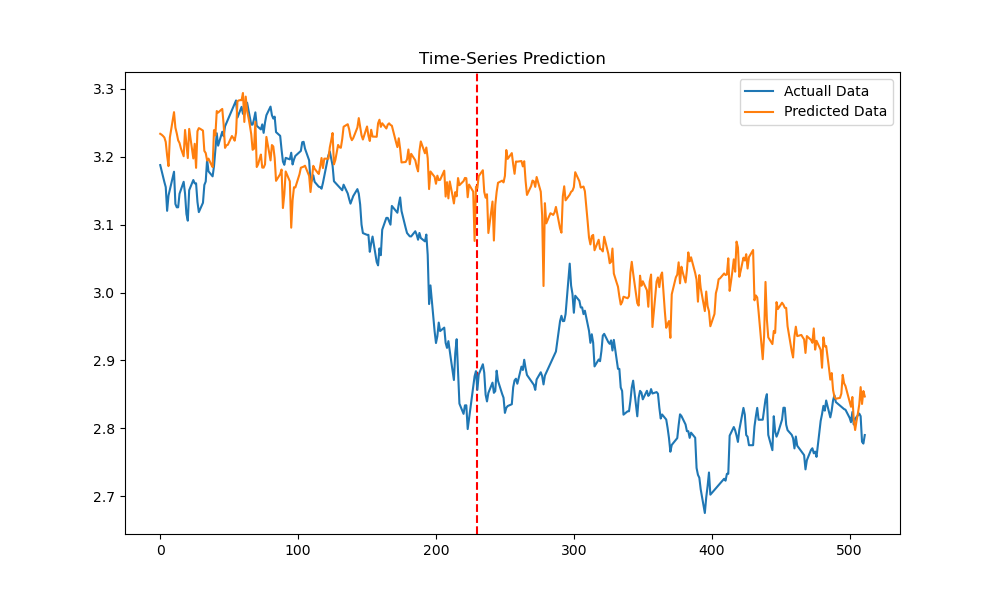 Time-Series Prediction
Actuall Data
Predicted Data
3.3
3.2
3.1
3.0
2.9
2.8
2.7
0 100 200 300 400 500